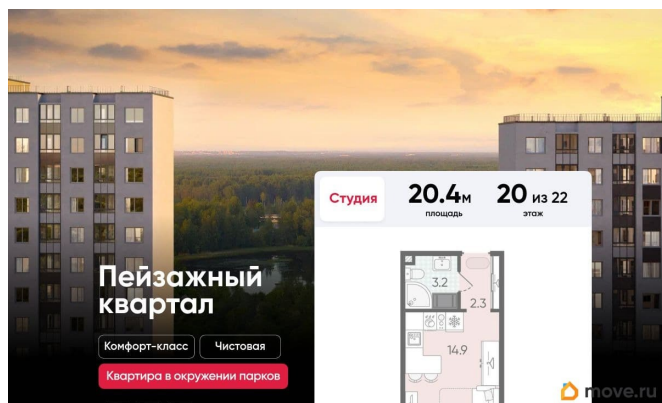 Студия
20.4м
площадь
20 из 22
этаж
3.2
2.3
14.9
Пейзажный
квартал
Комфорт-класс
Чистовая
Квартира в окружении парков
move.ru